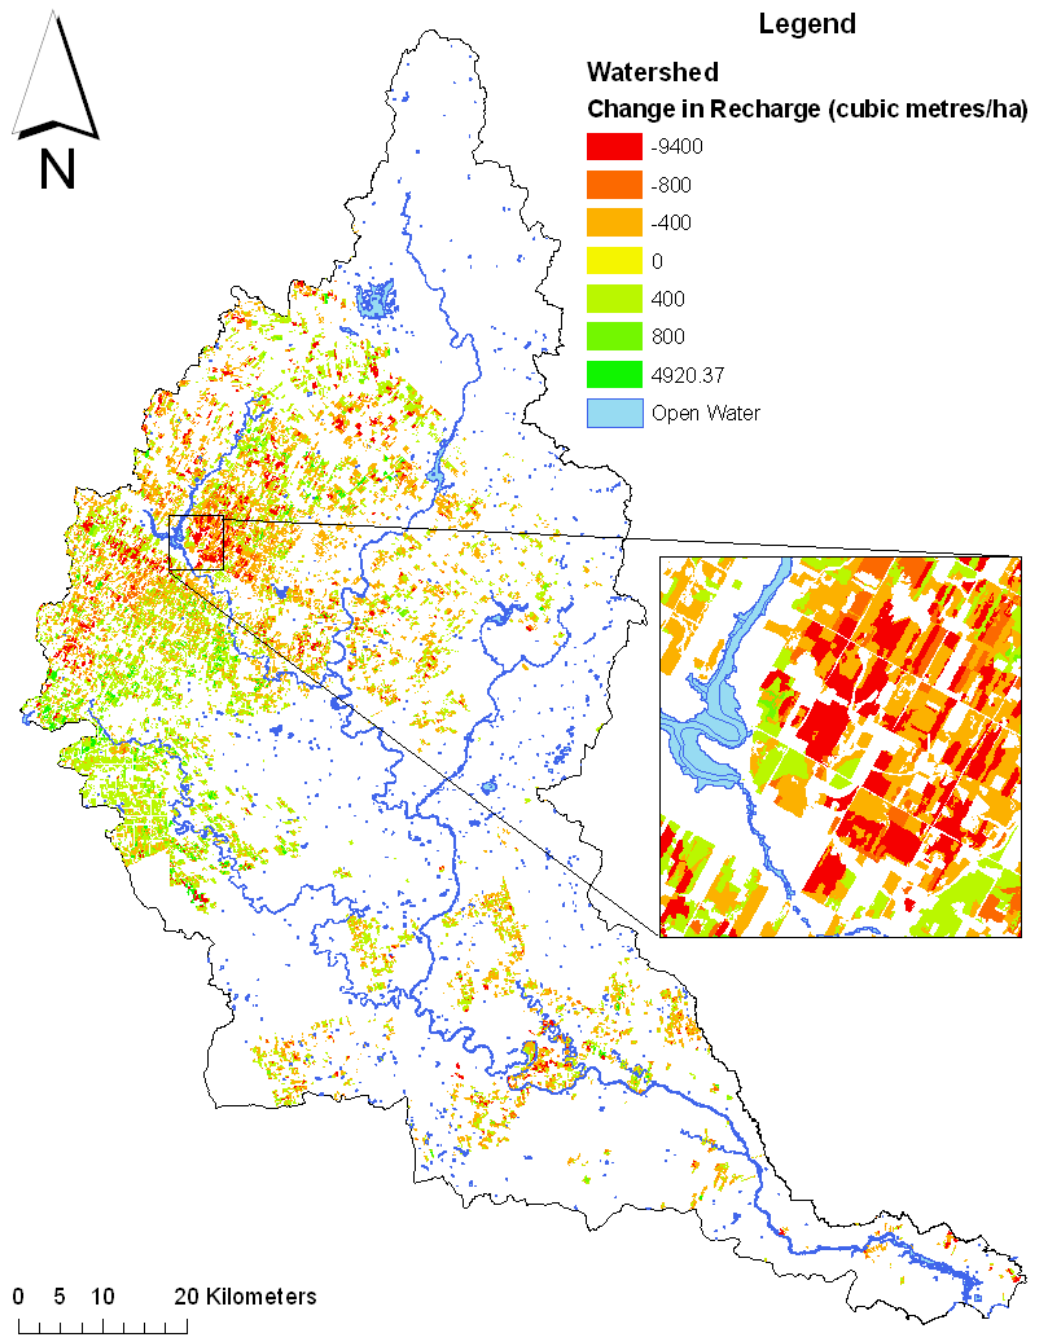 N
Legend
Watershed
Change in Recharge (cubic metres/ha)
-9400
-800
-400
0
400
800
4920.37
Open Water
0 5 10 20 Kilometers